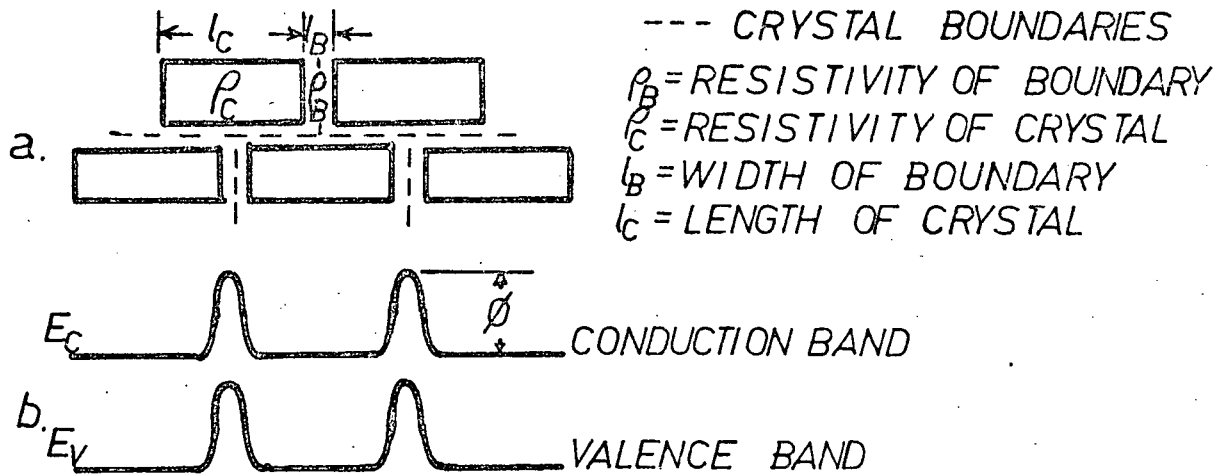 l_C l_B
--- CRYSTAL BOUNDARIES
ρ_C ρ_B
ρ_B = RESISTIVITY OF BOUNDARY
ρ_C = RESISTIVITY OF CRYSTAL
l_B = WIDTH OF BOUNDARY
l_C = LENGTH OF CRYSTAL
a.
E_C Ø CONDUCTION BAND
b. E_V VALENCE BAND